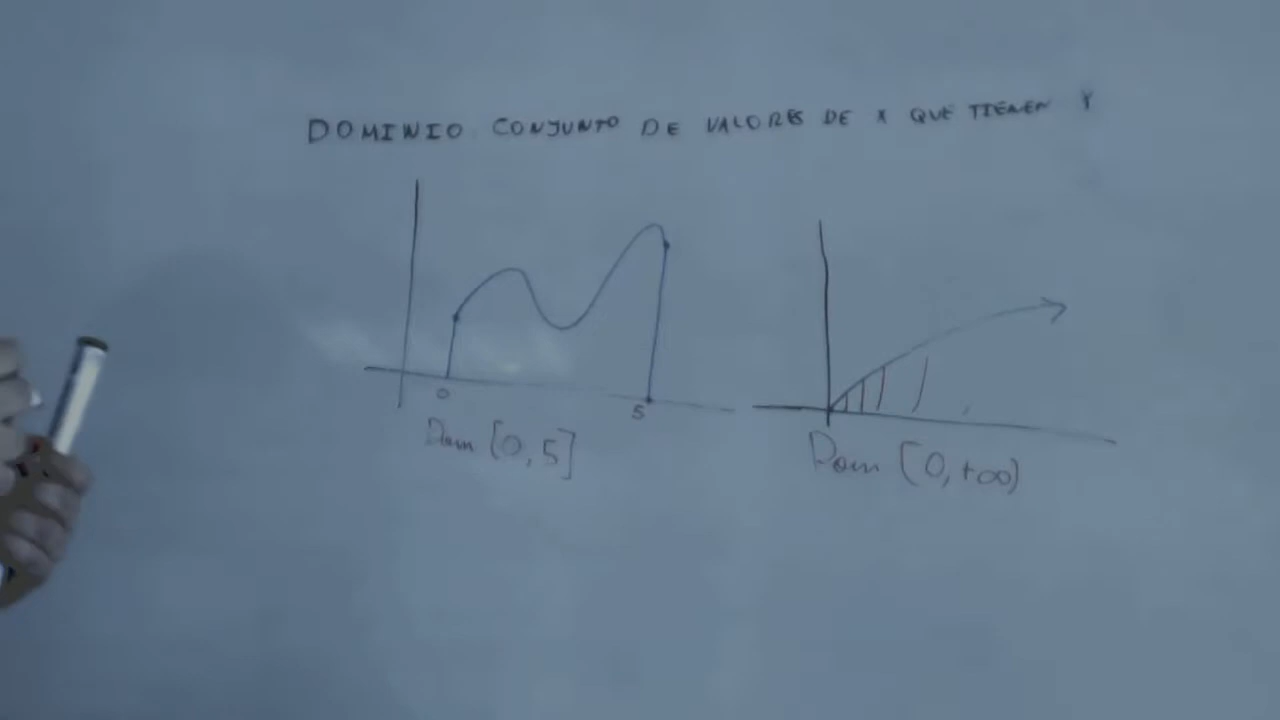 DOMINIO CONJUNTO DE VALORES DE X QUE TIENEN Y
0
5
Dom [0,5]
Dom [0,+∞)